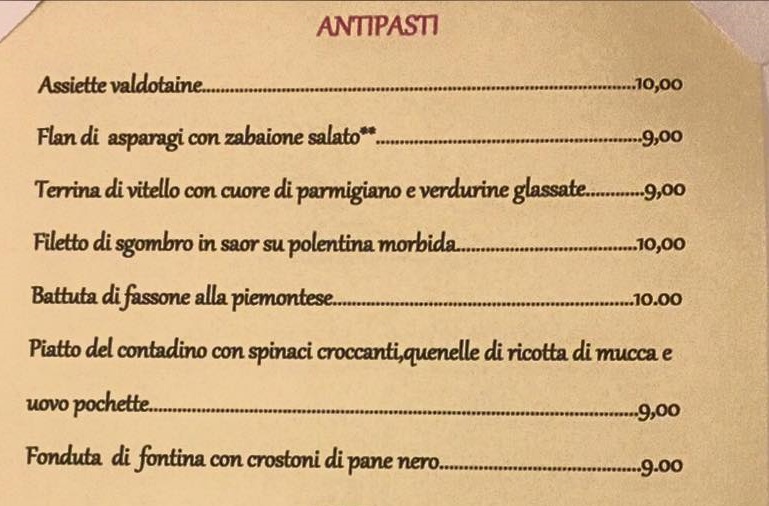 ANTIPASTI
Assiette valdotaine.......................................................................................10,00
Flan di asparagi con zabaione salato**.....................................................9,00
Terrina di vitello con cuore di parmigiano e verdurine glassate............9,00
Filetto di sgombro in saor su polentina morbida....................................10,00
Battuta di fassone alla piemontese............................................................10.00
Piatto del contadino con spinaci croccanti,quenelle di ricotta di mucca e
uovo pochette..................................................................................................9,00
Fonduta di fontina con crostoni di pane nero........................................9.00